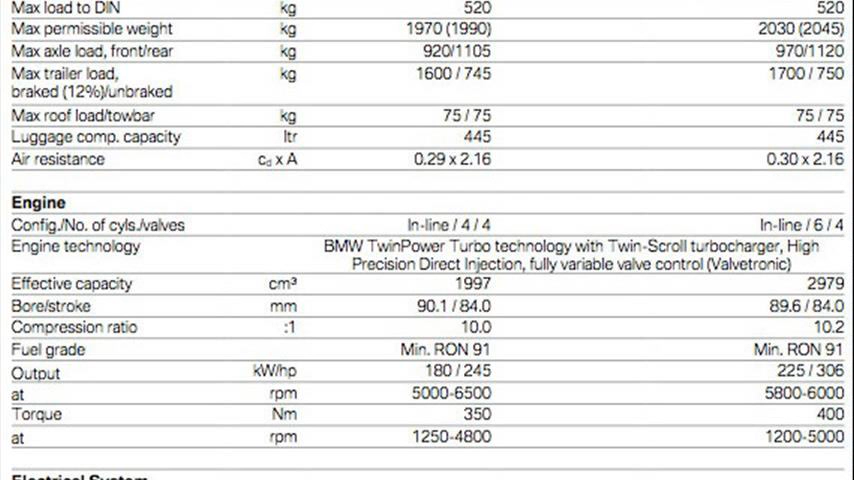 Max load to DIN kg 520 520
Max permissible weight kg 1970 (1990) 2030 (2045)
Max axle load, front/rear kg 920/1105 970/1120
Max trailer load, kg 1600 / 745 1700 / 750
braked (12%)/unbraked
Max roof load/towbar kg 75 / 75 75 / 75
Luggage comp. capacity ltr 445 445
Air resistance cd x A 0.29 x 2.16 0.30 x 2.16
Engine
Config./No. of cyls./valves In-line / 4 / 4 In-line / 6 / 4
Engine technology BMW TwinPower Turbo technology with Twin-Scroll turbocharger, High
Precision Direct Injection, fully variable valve control (Valvetronic)
Effective capacity cm³ 1997 2979
Bore/stroke mm 90.1 / 84.0 89.6 / 84.0
Compression ratio :1 10.0 10.2
Fuel grade Min. RON 91 Min. RON 91
Output kW/hp 180 / 245 225 / 306
at rpm 5000-6500 5800-6000
Torque Nm 350 400
at rpm 1250-4800 1200-5000
Electrical System